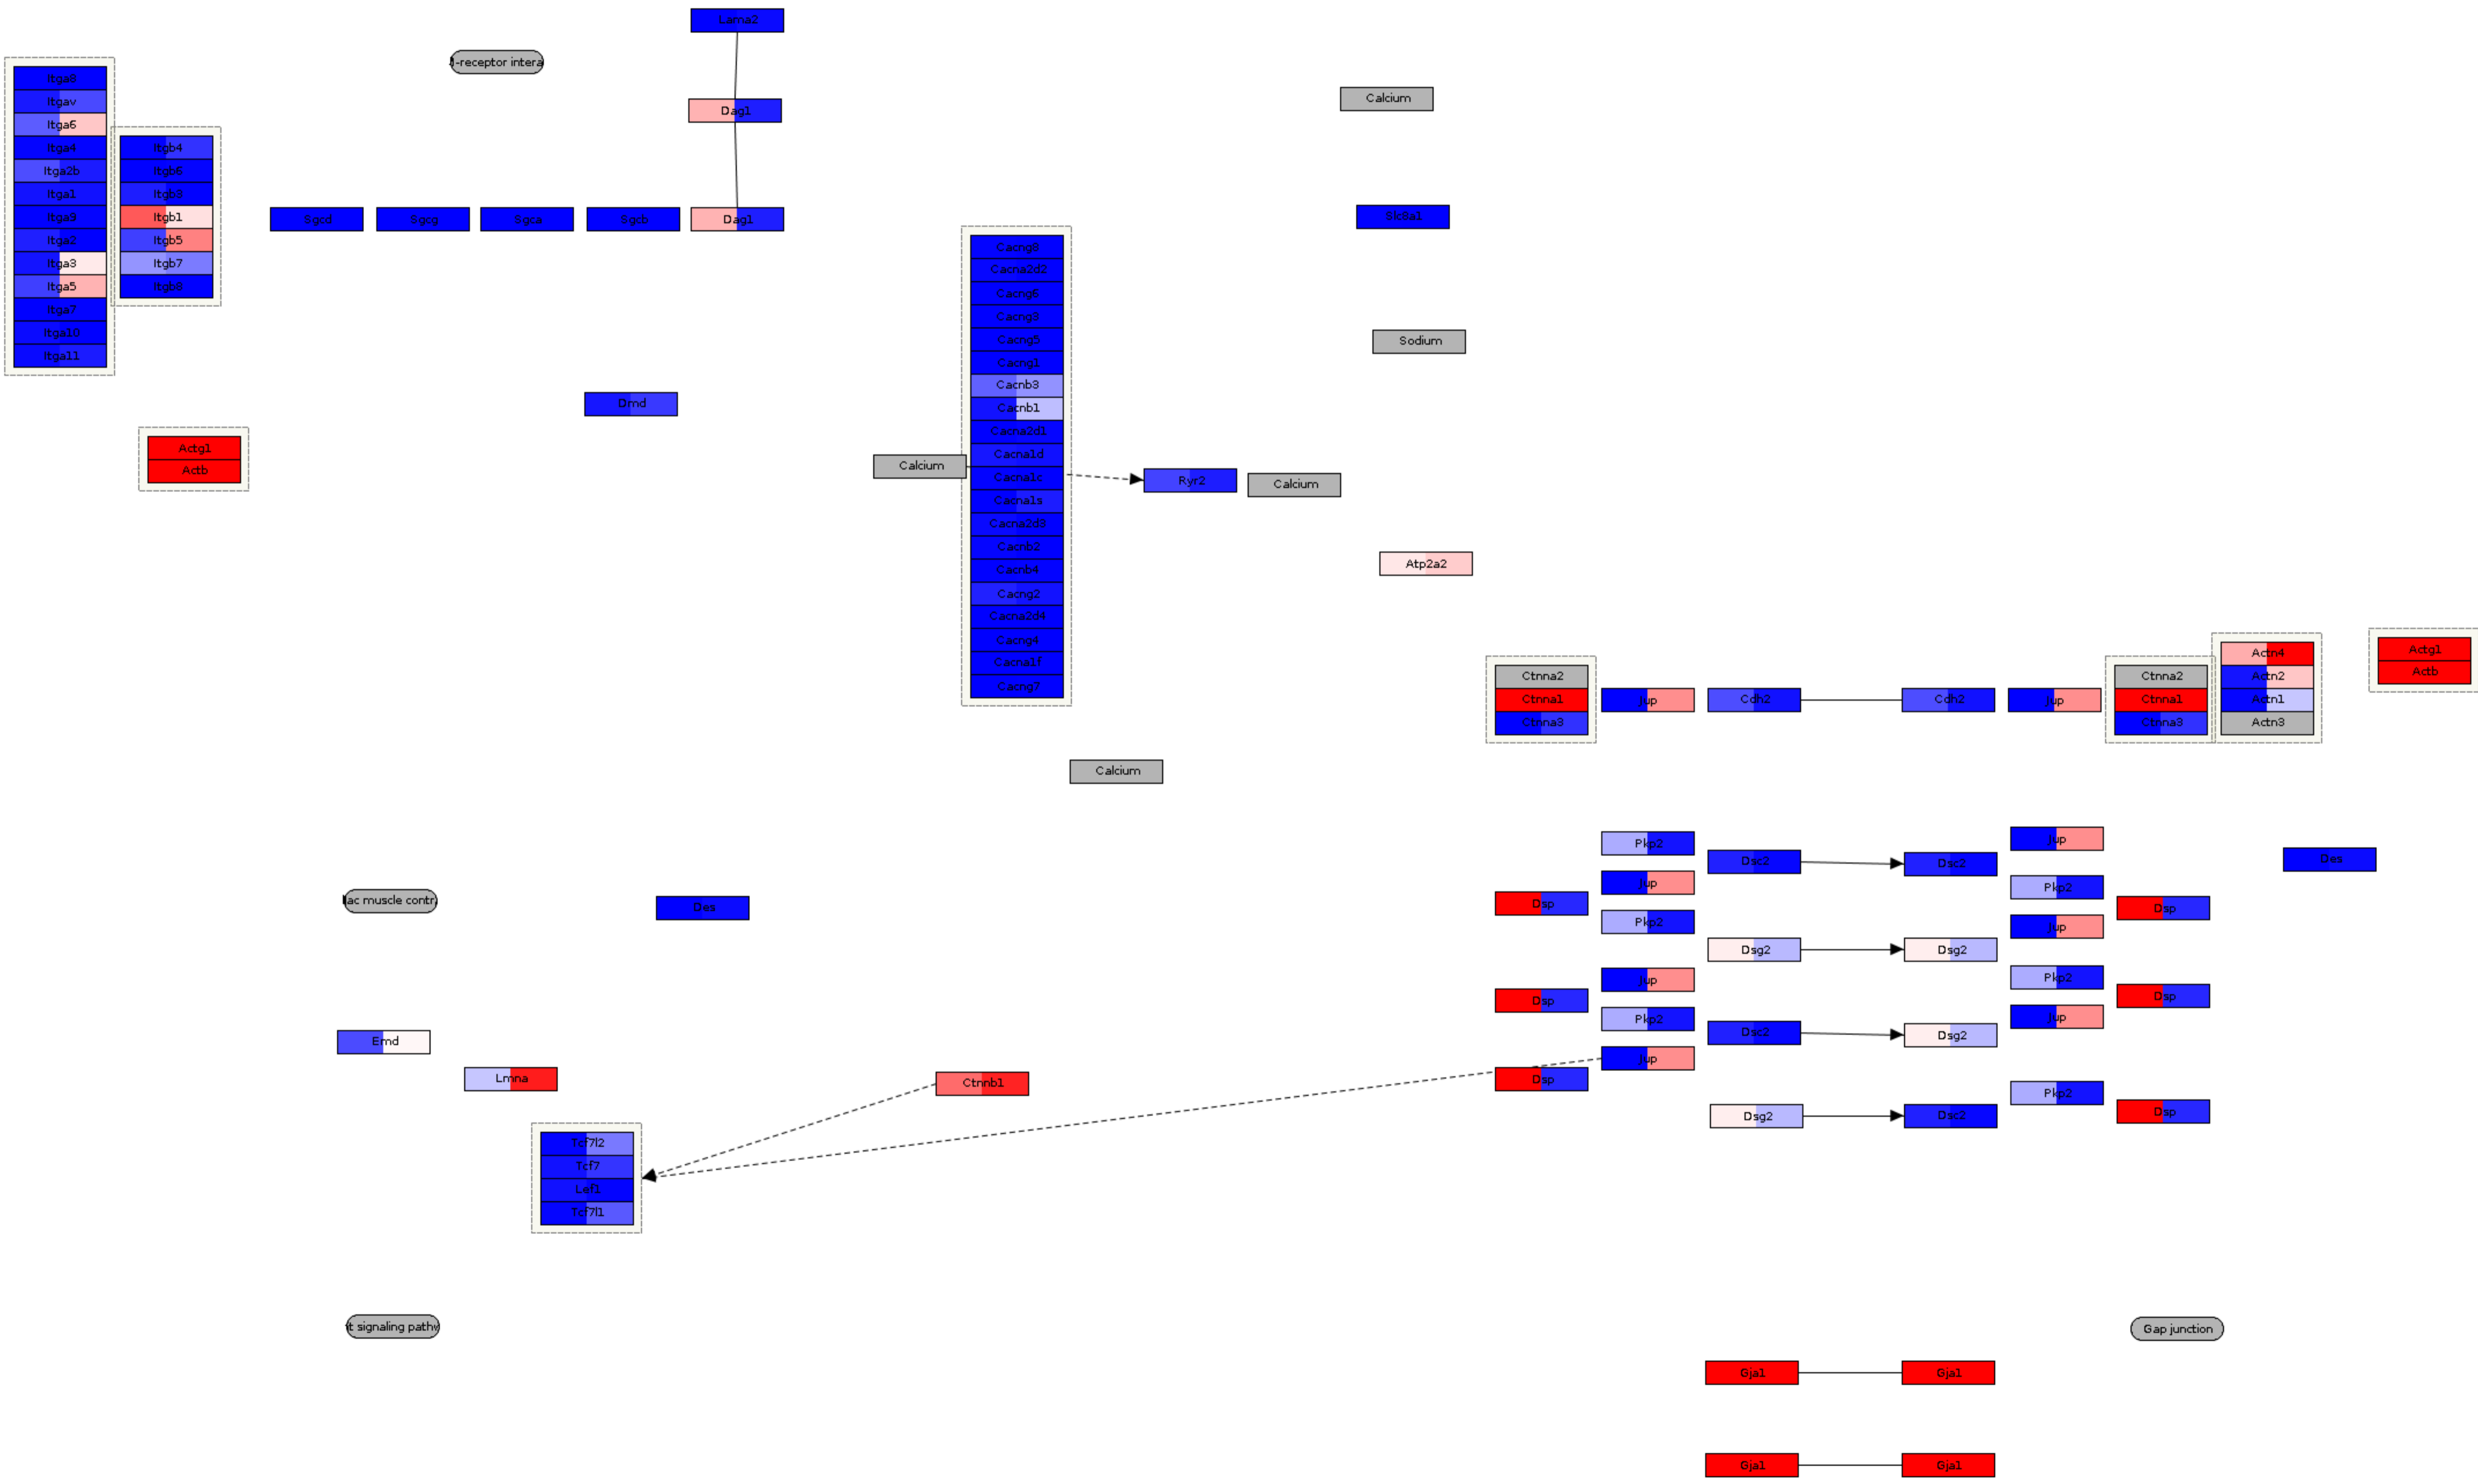 Lama2
-receptor intera
Itga8
Itgav
Itga6
Itga4
Itga2b
Itga1
Itga9
Itga2
Itga3
Itga5
Itga7
Itga10
Itga11
Itgb4
Itgb6
Itgb3
Itgb1
Itgb5
Itgb7
Itgb8
Dag1
Sgcd
Sgcg
Sgca
Sgcb
Dag1
Calcium
Slc8a1
Sodium
Cacng8
Cacna2d2
Cacng6
Cacng3
Cacng5
Cacng1
Cacnb3
Cacnb1
Cacna2d1
Cacna1d
Cacna1c
Cacna1s
Cacna2d3
Cacnb2
Cacnb4
Cacng2
Cacna2d4
Cacng4
Cacna1f
Cacng7
Dmd
Actg1
Actb
Calcium
Ryr2
Calcium
Atp2a2
Calcium
Ctnna2
Ctnna1
Ctnna3
Jup
Cdh2
Cdh2
Jup
Ctnna2
Ctnna1
Ctnna3
Actn4
Actn2
Actn1
Actn3
Actg1
Actb
Pkp2
Dsc2
Dsc2
Jup
Des
Jup
Pkp2
Dsp
Dsp
Pkp2
Jup
Dsg2
Dsg2
Jup
Pkp2
Dsp
Dsp
Pkp2
Jup
Dsc2
Dsg2
Jup
Dsp
Pkp2
Dsg2
Dsc2
Dsp
ac muscle contr
Des
Emd
Lmna
Ctnnb1
Tcf7l2
Tcf7
Lef1
Tcf7l1
t signaling pathw
Gap junction
Gja1
Gja1
Gja1
Gja1